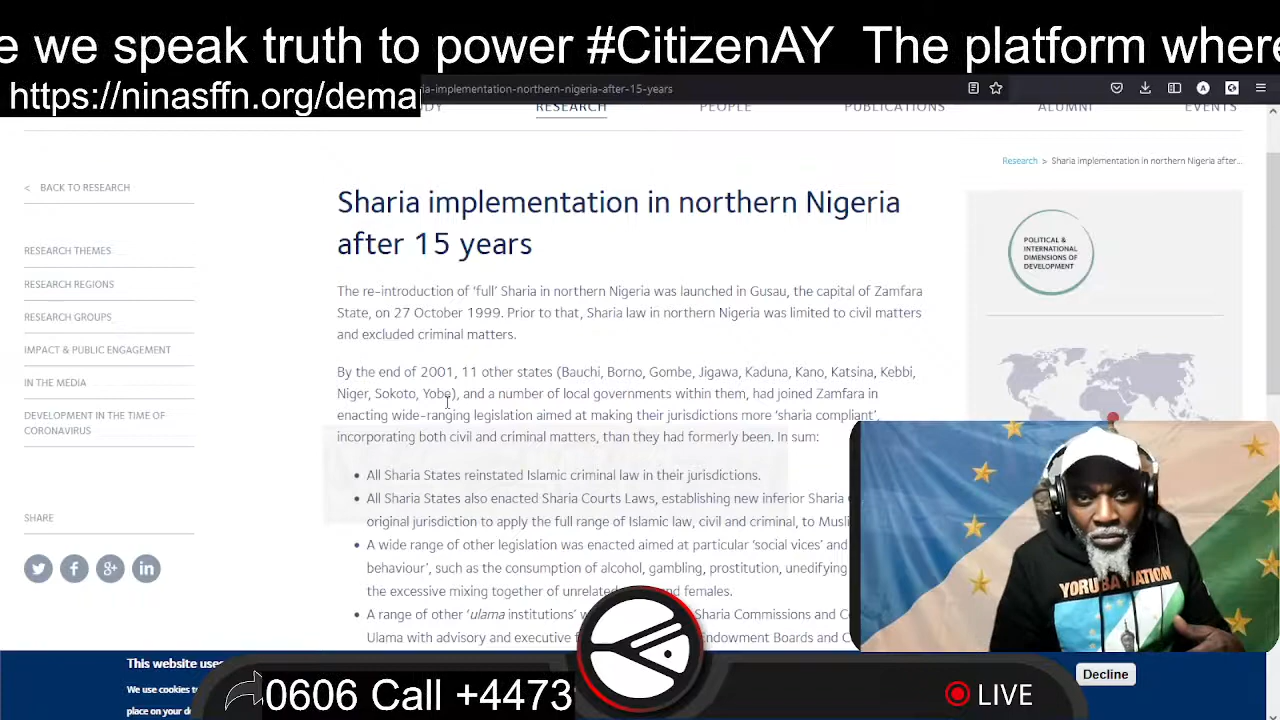 e we speak truth to power #CitizenAY The platform where
https://ninasffn.org/dema
a-implementation-northern-nigeria-after-15-years
RESEARCH PEOPLE PUBLICATIONS ALUMNI EVENTS
Research > Sharia implementation in northern Nigeria after...
< BACK TO RESEARCH
RESEARCH THEMES
RESEARCH REGIONS
RESEARCH GROUPS
IMPACT & PUBLIC ENGAGEMENT
IN THE MEDIA
DEVELOPMENT IN THE TIME OF
CORONAVIRUS
SHARE
Sharia implementation in northern Nigeria
after 15 years
The re-introduction of 'full' Sharia in northern Nigeria was launched in Gusau, the capital of Zamfara
State, on 27 October 1999. Prior to that, Sharia law in northern Nigeria was limited to civil matters
and excluded criminal matters.
By the end of 2001, 11 other states (Bauchi, Borno, Gombe, Jigawa, Kaduna, Kano, Katsina, Kebbi,
Niger, Sokoto, Yobe), and a number of local governments within them, had joined Zamfara in
enacting wide-ranging legislation aimed at making their jurisdictions more 'sharia compliant',
incorporating both civil and criminal matters, than they had formerly been. In sum:
All Sharia States reinstated Islamic criminal law in their jurisdictions.
All Sharia States also enacted Sharia Courts Laws, establishing new inferior Sharia
original jurisdiction to apply the full range of Islamic law, civil and criminal, to
A wide range of other legislation was enacted aimed at particular 'social vices' and
behaviour', such as the consumption of alcohol, gambling, prostitution, unedifying
the excessive mixing together of unrelated and females.
A range of other 'ulama institutions' Sharia Commissions and
Ulama with advisory and executive Endowment Boards and
POLITICAL &
INTERNATIONAL
DIMENSIONS OF
DEVELOPMENT
YORUBA NATION
This website uses
We use cookies
place on your
Decline
0606 Call +4473
LIVE